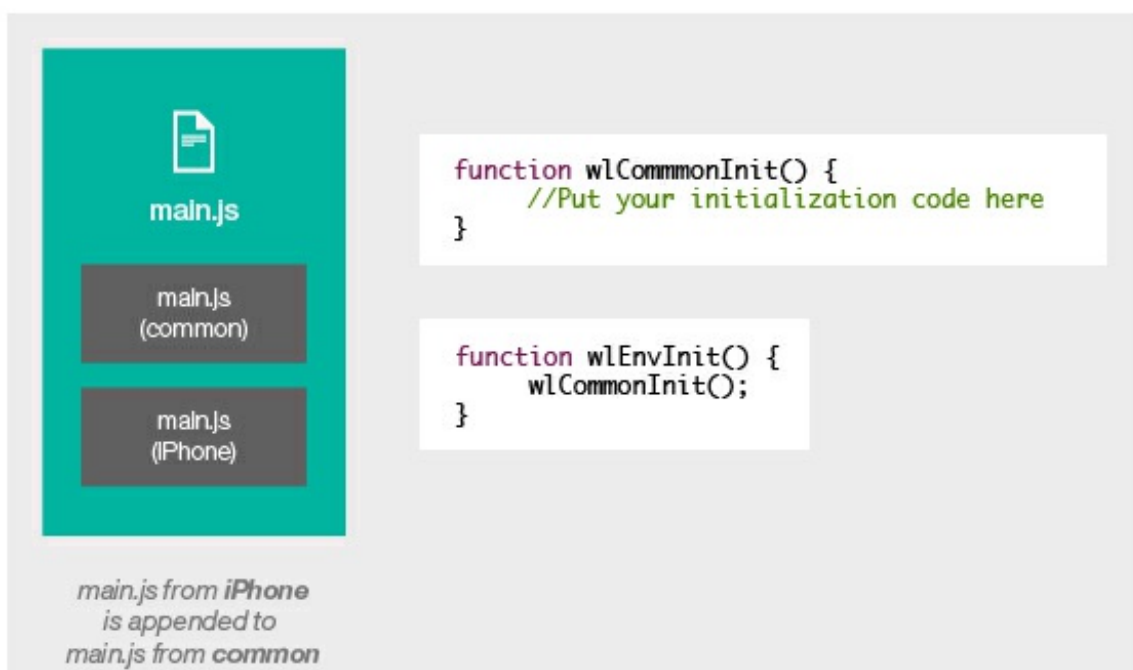 main.js
main.js
(common)
main.js
(iPhone)
main.js from iPhone
is appended to
main.js from common
function wlCommmonInit() {
//Put your initialization code here
}
function wlEnvInit() {
wlCommonInit();
}